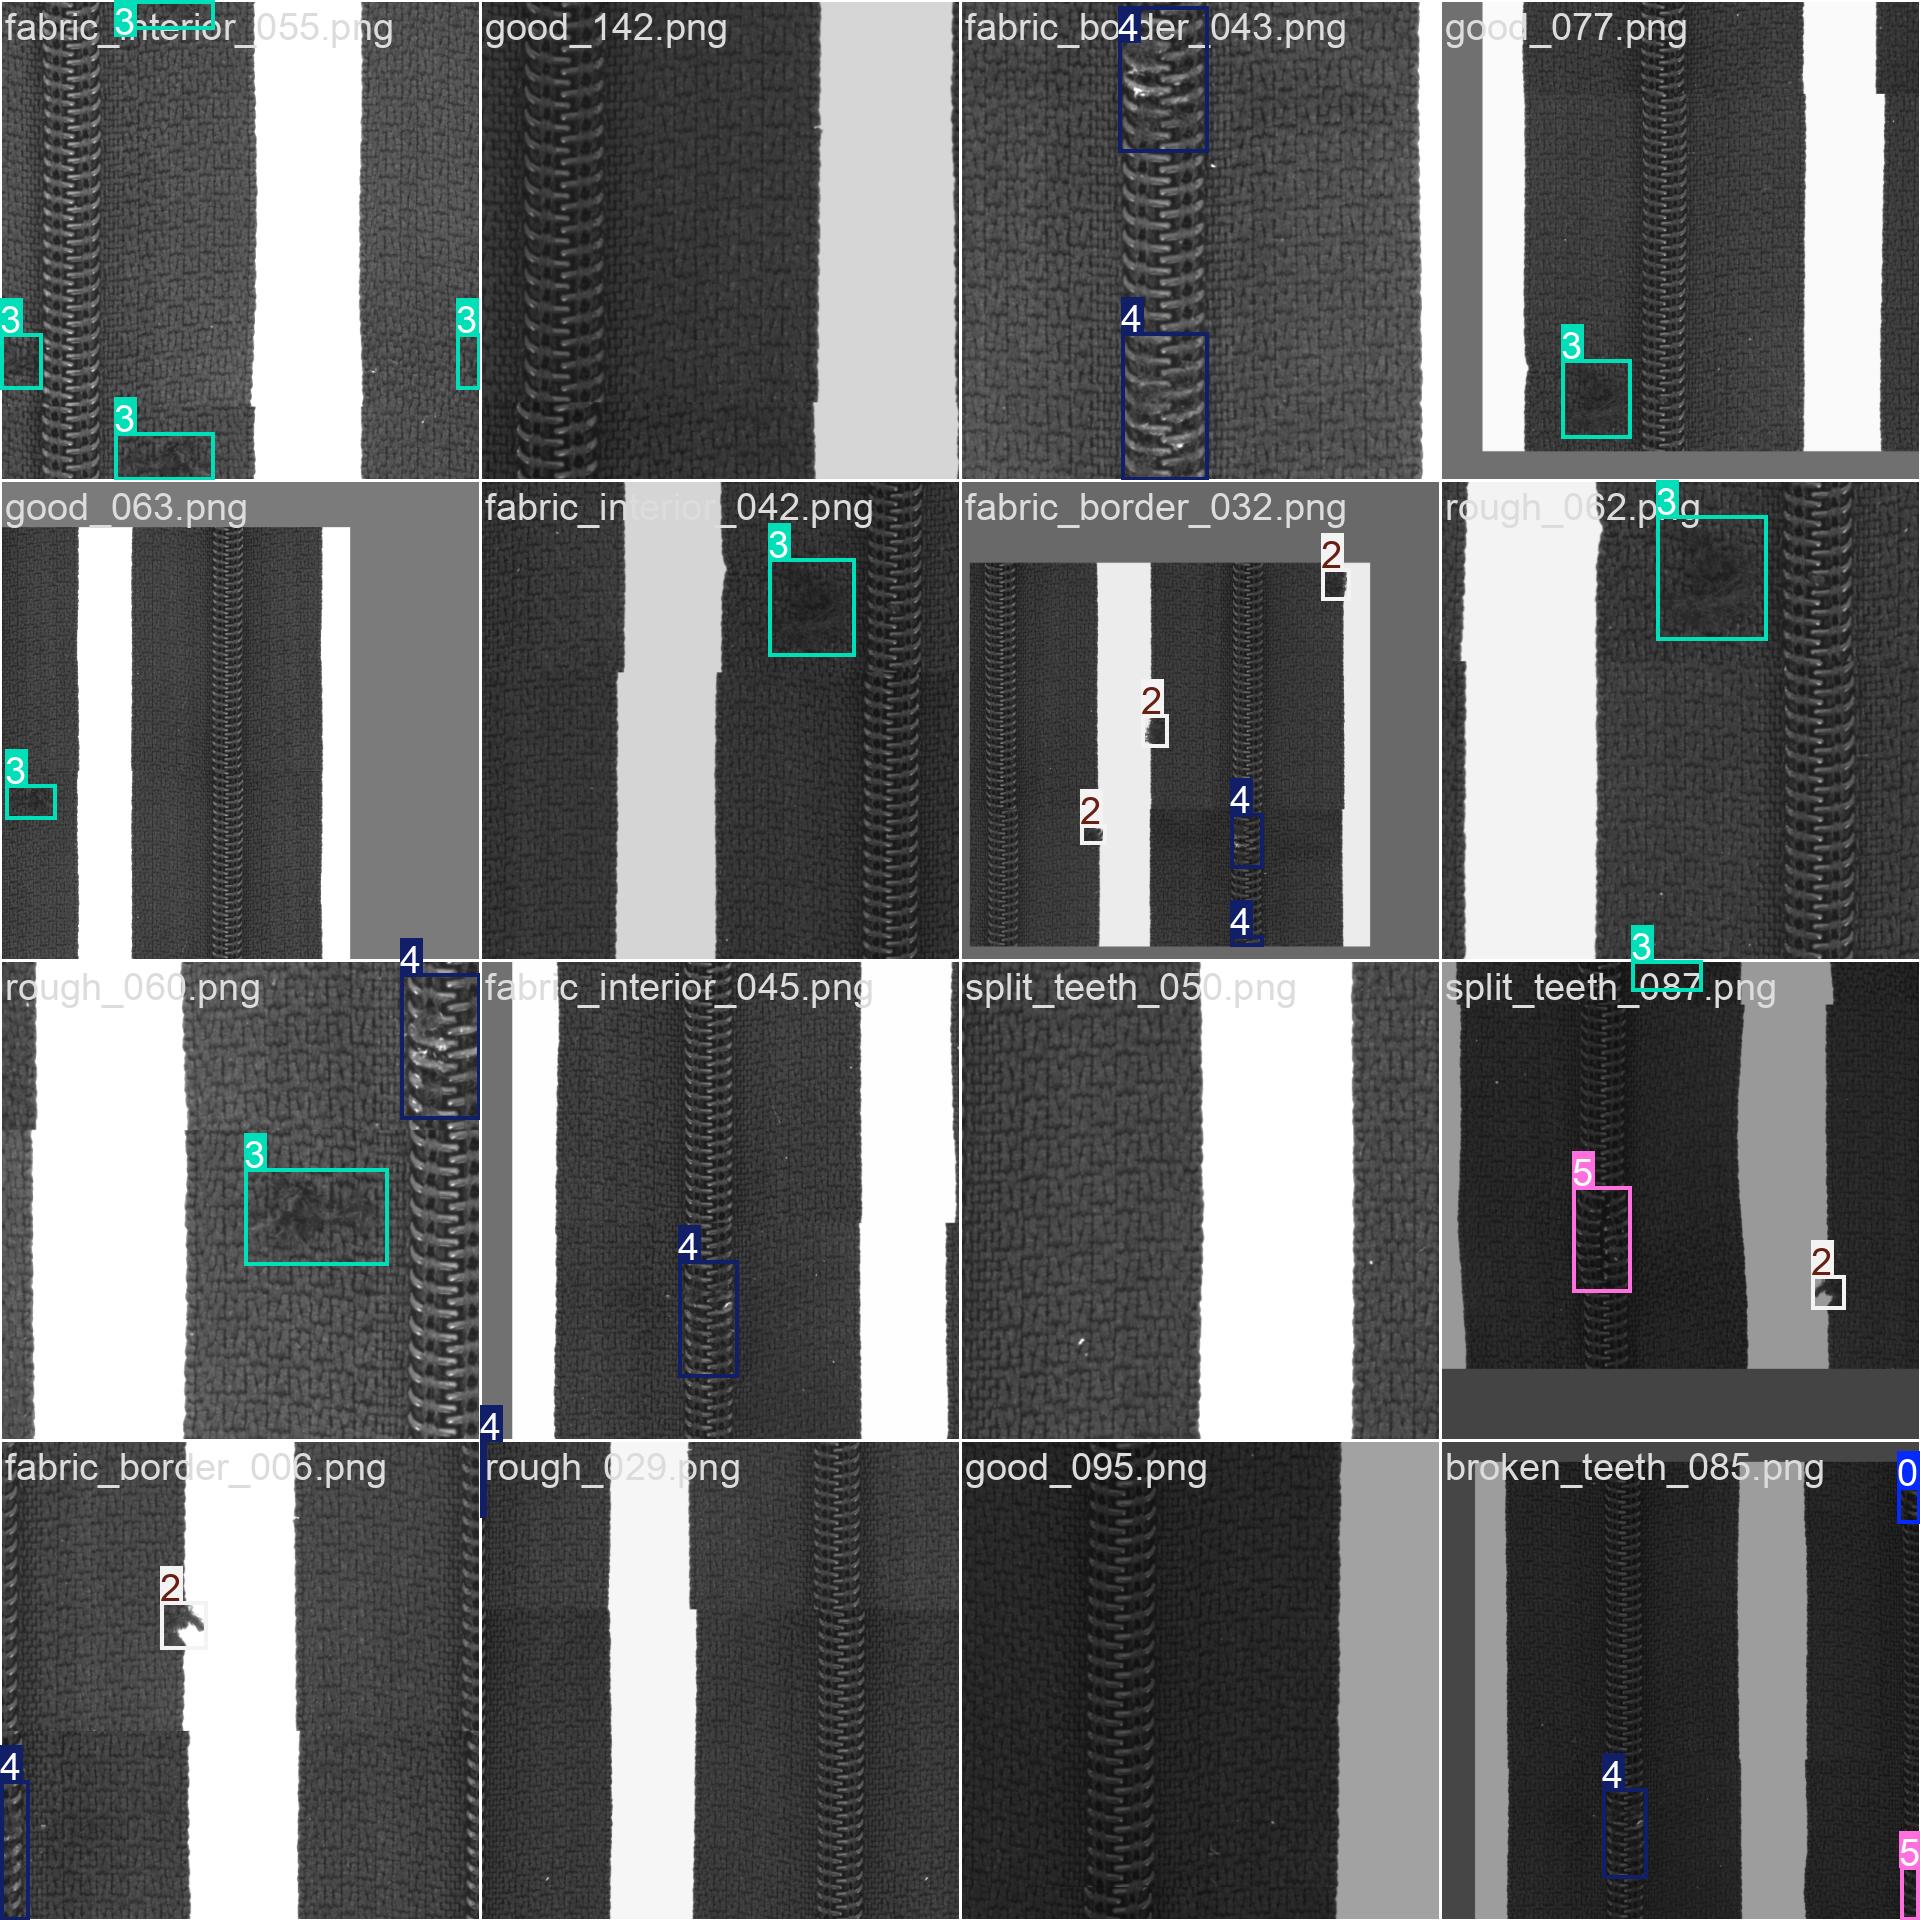 3
fabric_interior_055.png
good_142.png
4
fabric_border_043.png
good_077.png
3
3
4
3
3
good_063.png
fabric_interior_042.png
fabric_border_032.png
3
rough_062.png
3
2
2
3
2
4
4
3
4
rough_060.png
fabric_interior_045.png
split_teeth_050.png
split_teeth_087.png
3
5
4
2
4
fabric_border_006.png
rough_029.png
good_095.png
broken_teeth_085.png
0
2
4
4
5